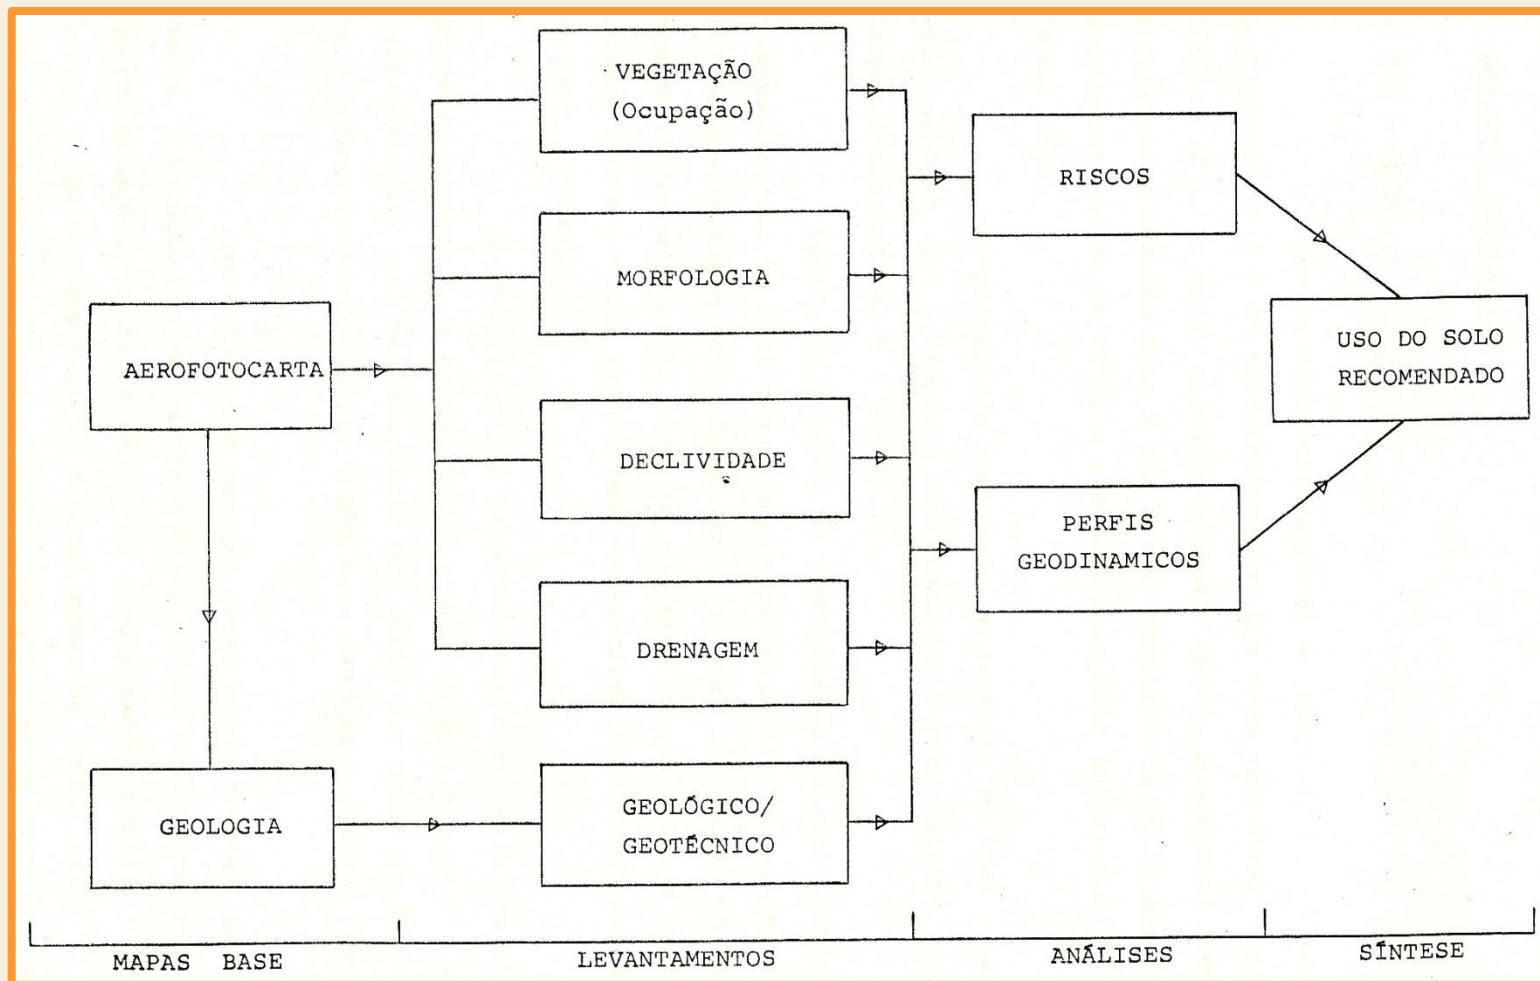 VEGETAÇÃO
(Ocupação)
MORFOLOGIA
AEROFOTOCARTA
DECLIVIDADE
DRENAGEM
GEOLOGIA
GEOLÓGICO/
GEOTÉCNICO
RISCOS
PERFIS
GEODINAMICOS
USO DO SOLO
RECOMENDADO
MAPAS BASE
LEVANTAMENTOS
ANÁLISES
SÍNTESE